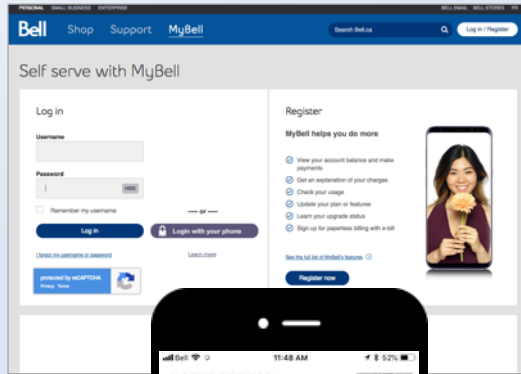 PERSONAL SMALL BUSINESS ENTERPRISE BELL EMAIL BELL STORES FR
Bell Shop Support MyBell Search Bell.ca Log in / Register
Self serve with MyBell
Log in
Username
Password
HIDE
Remember my username
Log in
— or —
Login with your phone
I forgot my username or password
Learn more
protected by reCAPTCHA
Privacy Terms
Register
MyBell helps you do more
View your account balance and make
payments
Get an explanation of your charges
Check your usage
Update your plan or features
Learn your upgrade status
Sign up for paperless billing with e-bill
See the full list of MyBell's features
Register now
Bell 11:48 AM 52%